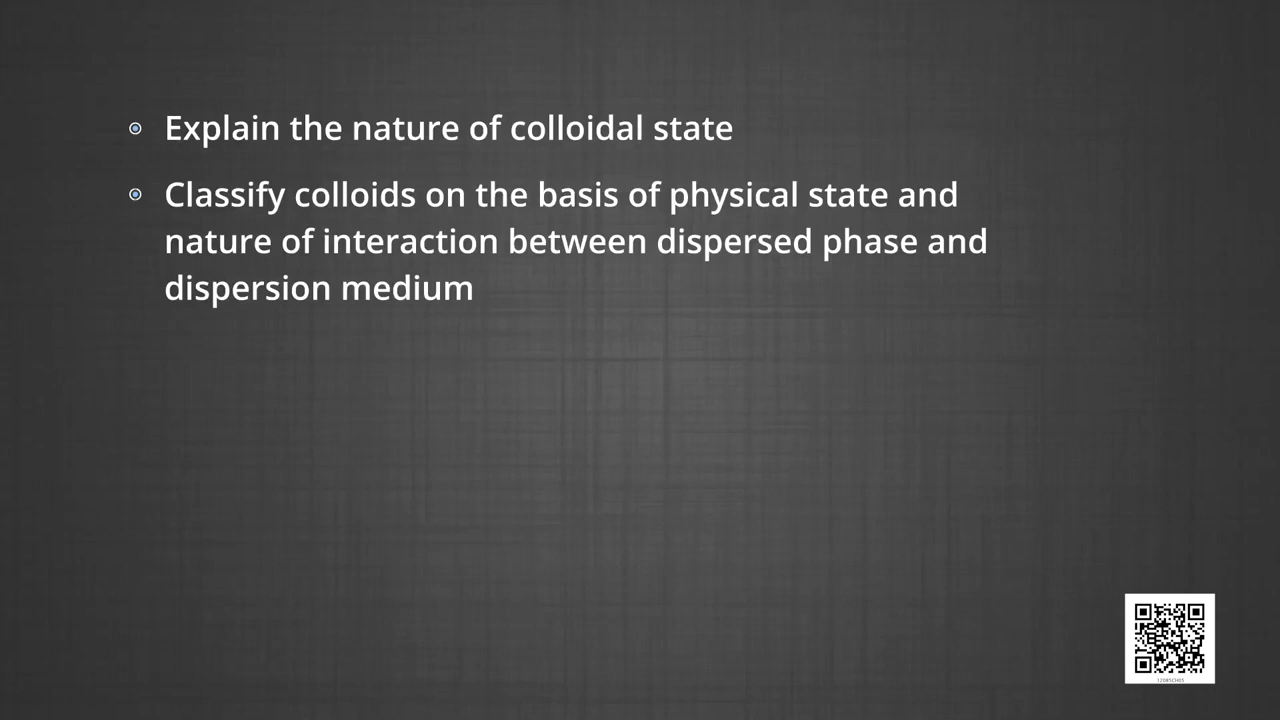 Explain the nature of colloidal state
Classify colloids on the basis of physical state and
nature of interaction between dispersed phase and
dispersion medium